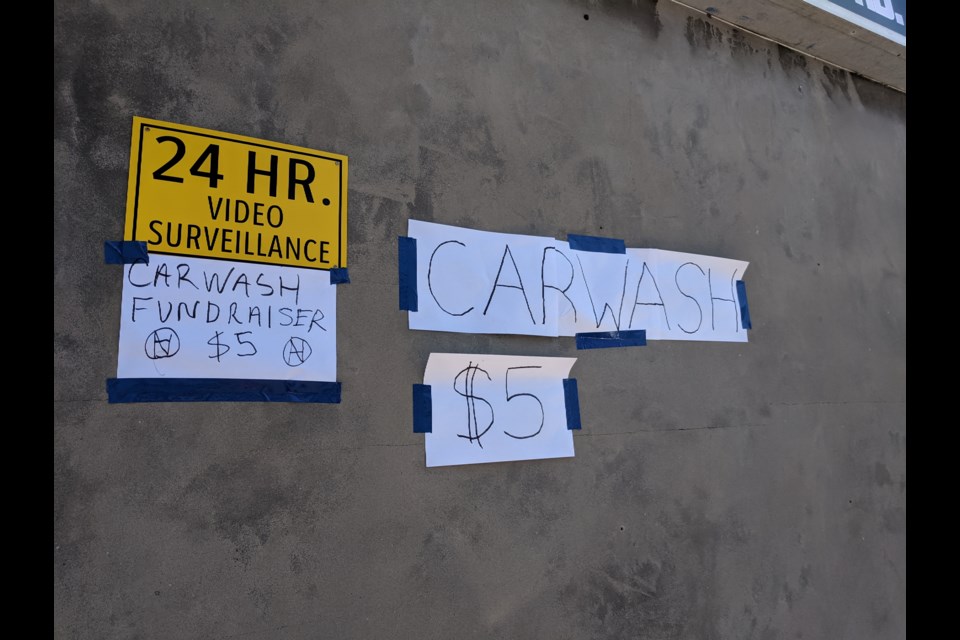 24 HR.
VIDEO
SURVEILLANCE
CARWASH
FUNDRAISER
$5
CARWASH
$5